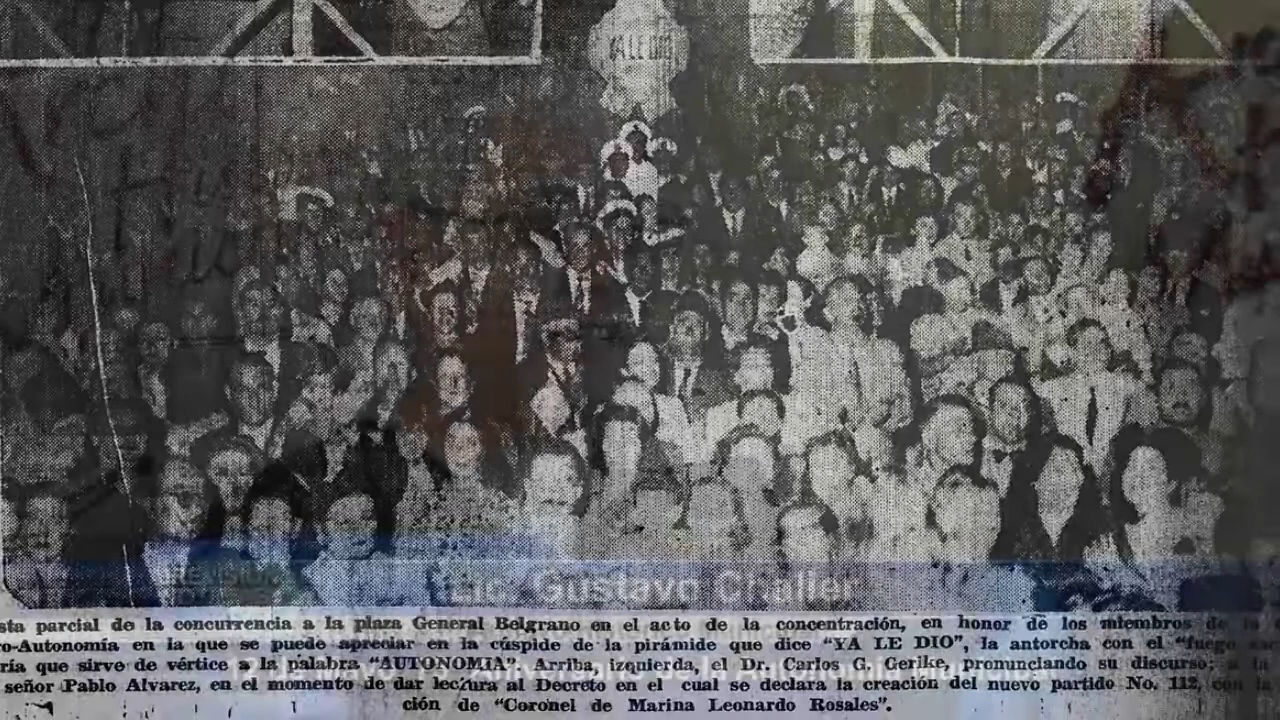 YA LE DIO
Lic. Gustavo Challier
sta parcial de la concurrencia a la plaza General Belgrano en el acto de la concentración, en honor de los miembros de la
o-Autonomía en la que se puede apreciar en la cúspide de la pirámide que dice "YA LE DIO", la antorcha con el "fuego
ría que sirve de vértice a la palabra "AUTONOMIA". Arriba, izquierda, el Dr. Carlos G. Gerike, pronunciando su discurso; a la
señor Pablo Alvarez, en el momento de dar lectura al Decreto en el cual se declara la creación del nuevo partido No. 112, con
ción de "Coronel de Marina Leonardo Rosales".